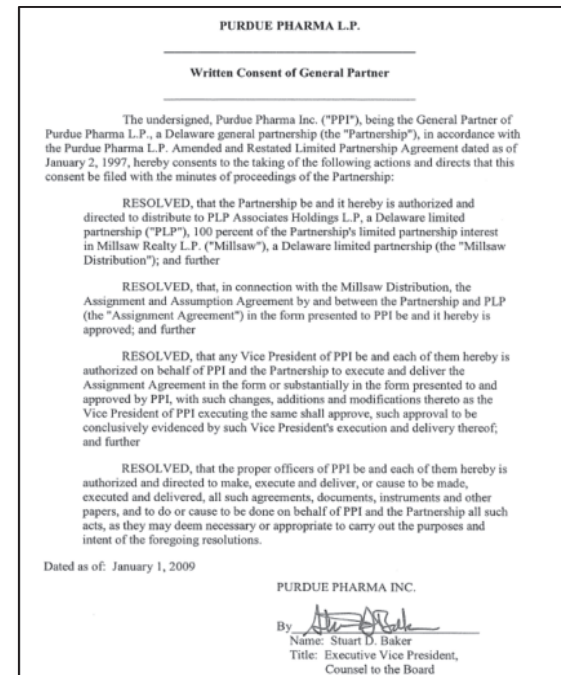 PURDUE PHARMA L.P.
Written Consent of General Partner
The undersigned, Purdue Pharma Inc. ("PPI"), being the General Partner of
Purdue Pharma L.P., a Delaware general partnership (the "Partnership"), in accordance with
the Purdue Pharma L.P. Amended and Restated Limited Partnership Agreement dated as of
January 2, 1997, hereby consents to the taking of the following actions and directs that this
consent be filed with the minutes of proceedings of the Partnership:
RESOLVED, that the Partnership be and it hereby is authorized and
directed to distribute to PLP Associates Holdings L.P, a Delaware limited
partnership ("PLP"), 100 percent of the Partnership's limited partnership interest
in Millsaw Realty L.P. ("Millsaw"), a Delaware limited partnership (the "Millsaw
Distribution"); and further
RESOLVED, that, in connection with the Millsaw Distribution, the
Assignment and Assumption Agreement by and between the Partnership and PLP
(the "Assignment Agreement") in the form presented to PPI be and it hereby is
approved; and further
RESOLVED, that any Vice President of PPI be and each of them hereby is
authorized on behalf of PPI and the Partnership to execute and deliver the
Assignment Agreement in the form or substantially in the form presented to and
approved by PPI, with such changes, additions and modifications thereto as the
Vice President of PPI executing the same shall approve, such approval to be
conclusively evidenced by such Vice President's execution and delivery thereof;
and further
RESOLVED, that the proper officers of PPI be and each of them hereby is
authorized and directed to make, execute and deliver, or cause to be made,
executed and delivered, all such agreements, documents, instruments and other
papers, and to do or cause to be done on behalf of PPI and the Partnership all such
acts, as they may deem necessary or appropriate to carry out the purposes and
intent of the foregoing resolutions.
Dated as of: January 1, 2009
PURDUE PHARMA INC.
By
Name: Stuart D. Baker
Title: Executive Vice President,
Counsel to the Board